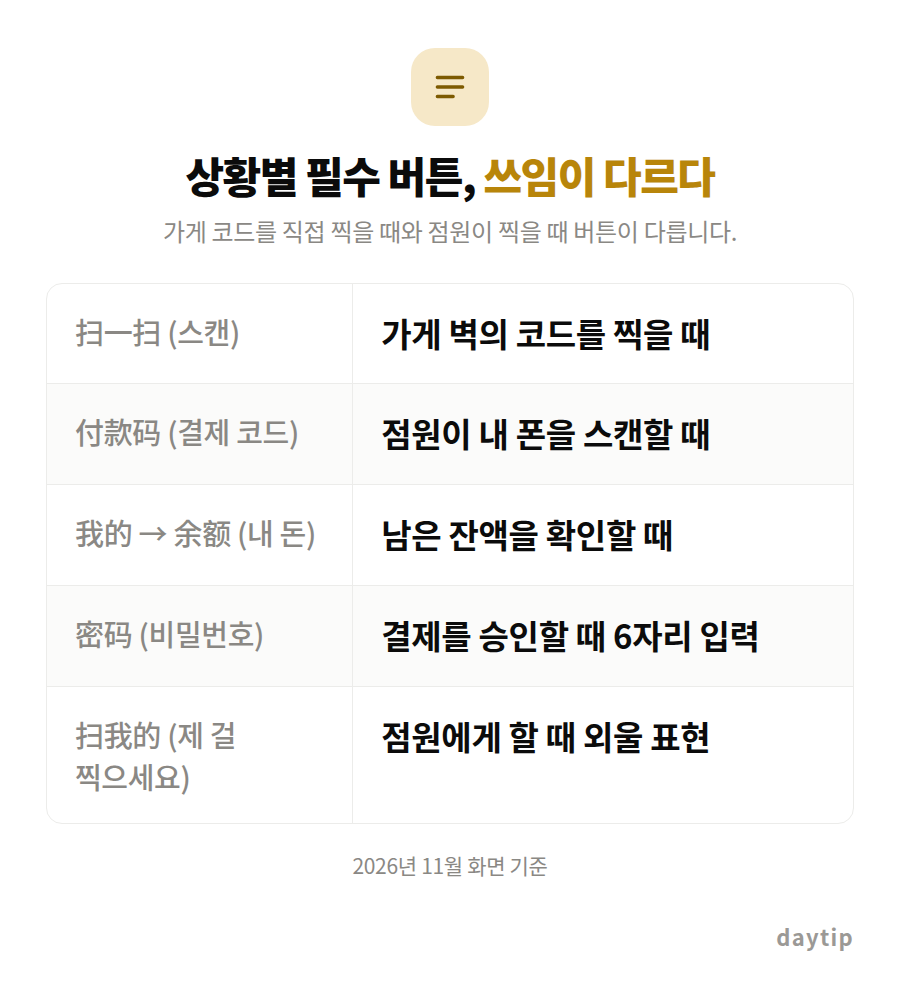 상황별 필수 버튼, 쓰임이 다르다
가게 코드를 직접 찍을 때와 점원이 찍을 때 버튼이 다릅니다.
扫一扫 (스캔)
가게 벽의 코드를 찍을 때
付款码 (결제 코드)
점원이 내 폰을 스캔할 때
我的 → 余额 (내 돈)
남은 잔액을 확인할 때
密码 (비밀번호)
결제를 승인할 때 6자리 입력
扫我的 (제 걸
찍으세요)
점원에게 할 때 외울 표현
2026년 11월 화면 기준
daytip